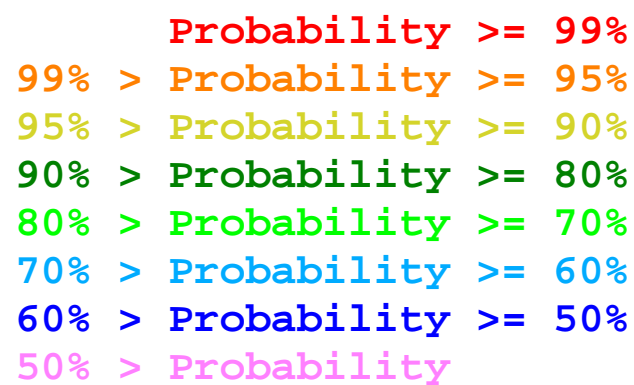 Probability >= 99%
99% > Probability >= 95%
95% > Probability >= 90%
90% > Probability >= 80%
80% > Probability >= 70%
70% > Probability >= 60%
60% > Probability >= 50%
50% > Probability